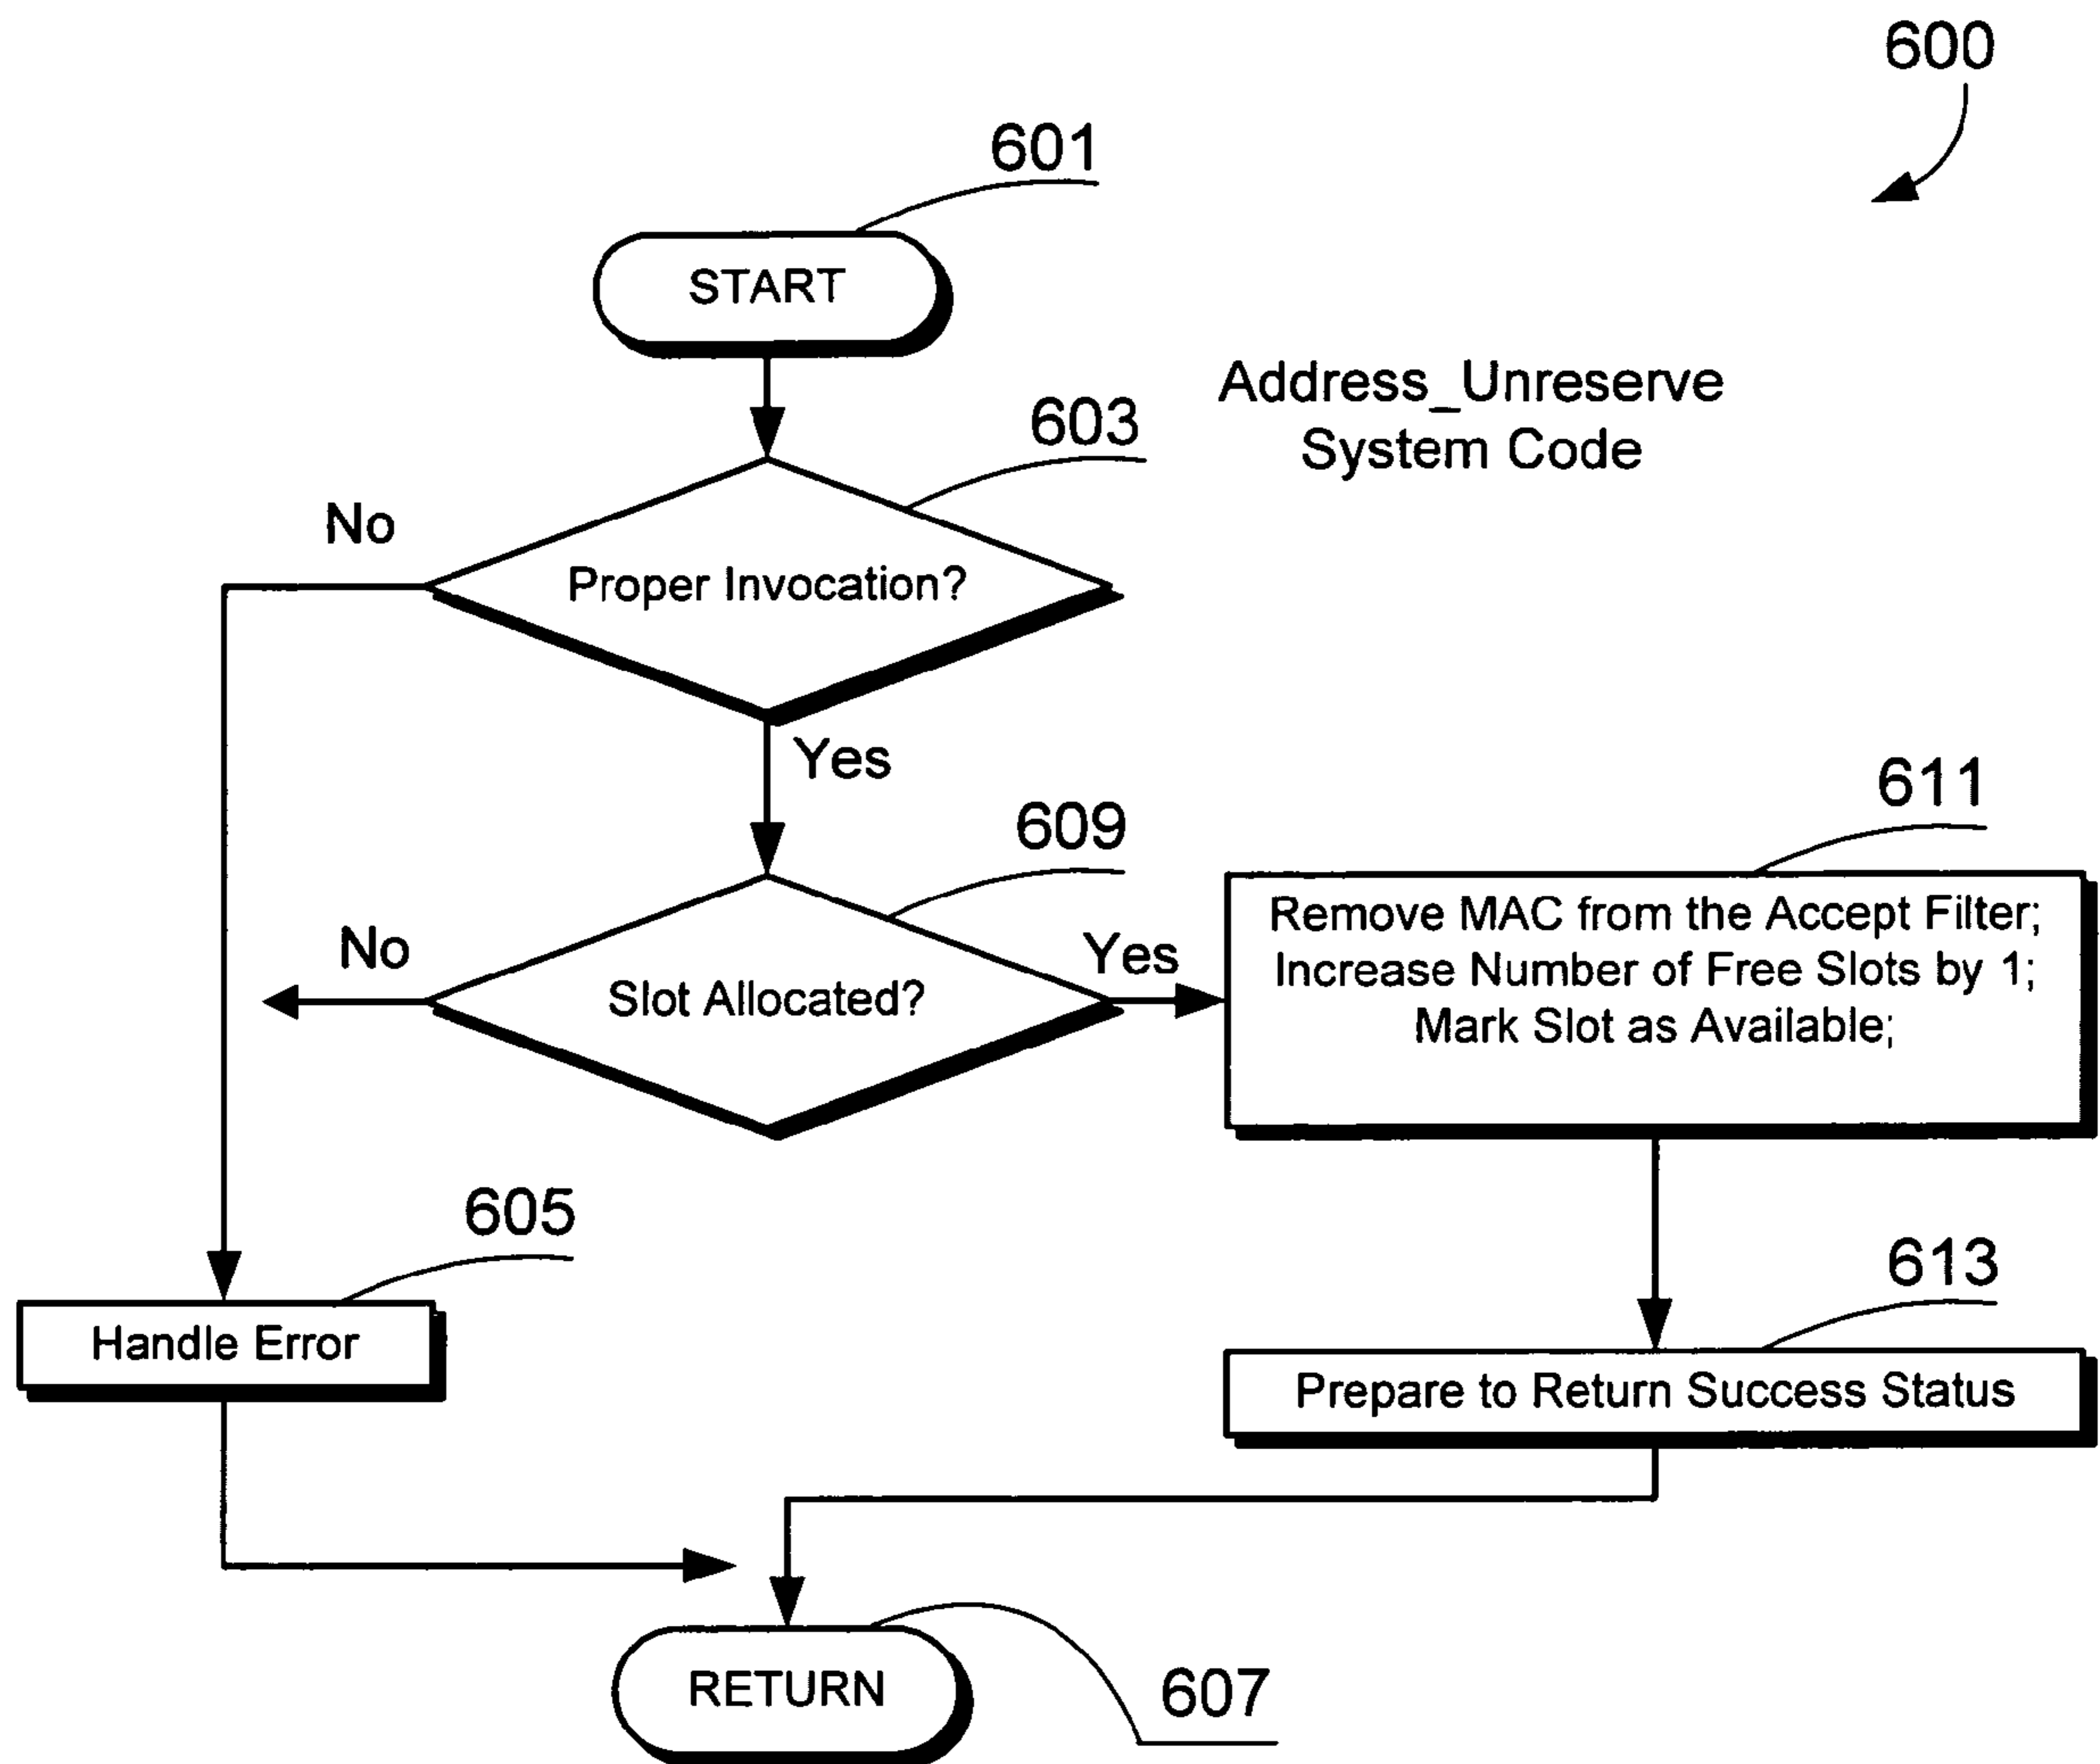 600
601
START
Address_Unreserve
System Code
603
No
Proper Invocation?
Yes
611
609
Remove MAC from the Accept Filter;
Increase Number of Free Slots by 1;
Mark Slot as Available;
No
Yes
Slot Allocated?
605
613
Handle Error
Prepare to Return Success Status
RETURN
607